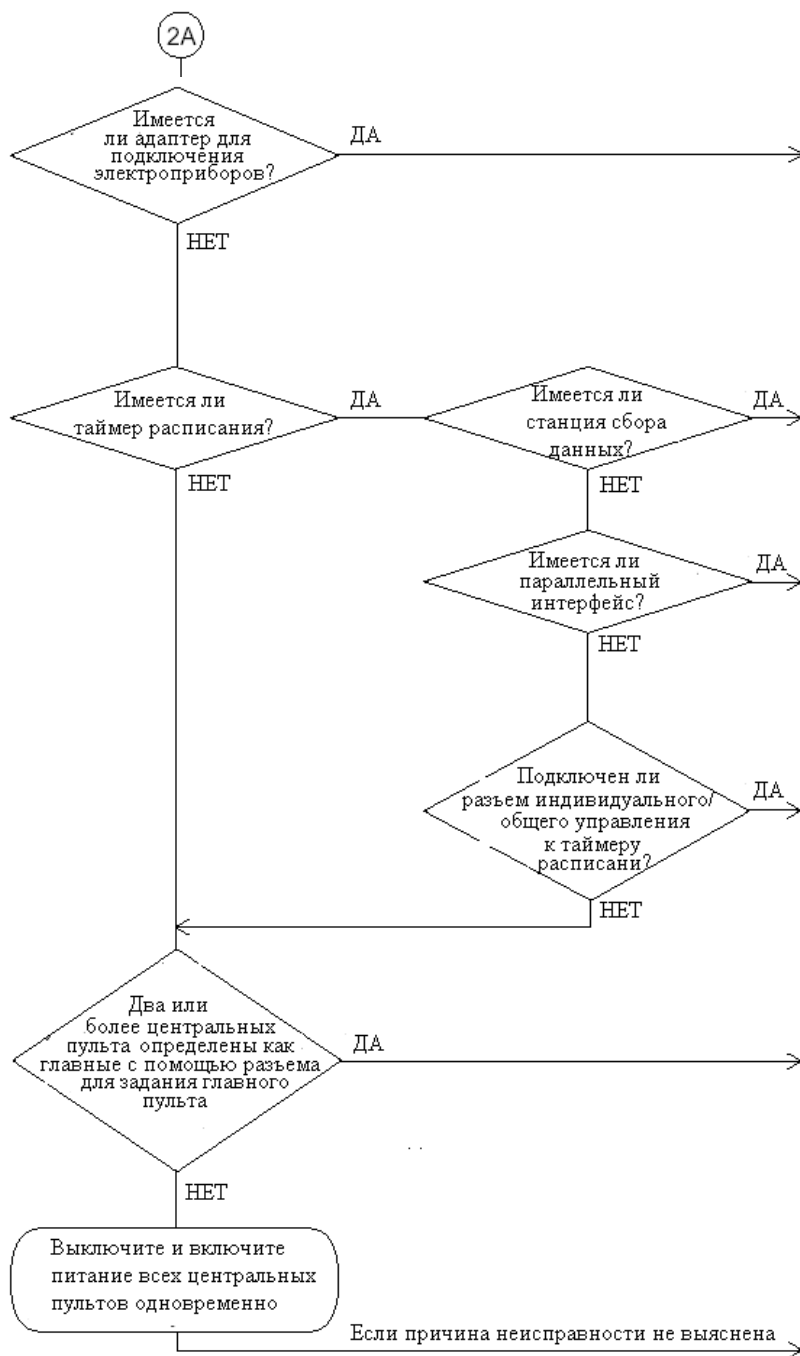 2A
Имеется
ли адаптер для
подключения
электроприборов?
ДА
НЕТ
Имеется ли
таймер расписания?
ДА
НЕТ
Имеется ли
станция сбора
данных?
ДА
НЕТ
Имеется ли
параллельный
интерфейс?
ДА
НЕТ
Подключен ли
разъем индивидуального/
общего управления
к таймеру
расписани?
ДА
НЕТ
Два или
более центральных
пульта определены как
главные с помощью разъема
для задания главного
пульта
ДА
НЕТ
Выключите и включите
питание всех центральных
пультов одновременно
Если причина неисправности не выяснена